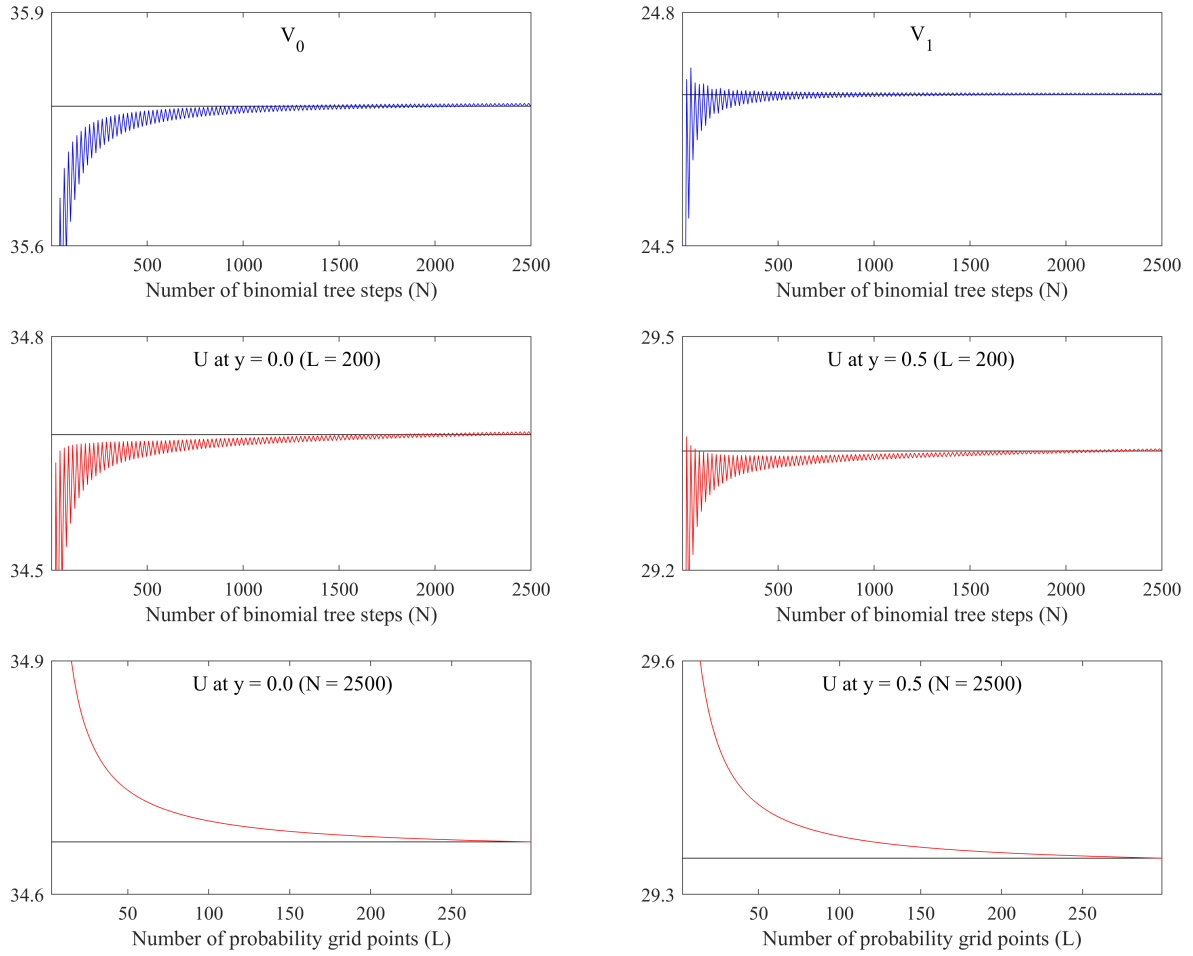 35.9
V0
35.6
500 1000 1500 2000 2500
Number of binomial tree steps (N)
24.8
V1
24.5
500 1000 1500 2000 2500
Number of binomial tree steps (N)
34.8
U at y = 0.0 (L = 200)
34.5
500 1000 1500 2000 2500
Number of binomial tree steps (N)
29.5
U at y = 0.5 (L = 200)
29.2
500 1000 1500 2000 2500
Number of binomial tree steps (N)
34.9
U at y = 0.0 (N = 2500)
34.6
50 100 150 200 250
Number of probability grid points (L)
29.6
U at y = 0.5 (N = 2500)
29.3
50 100 150 200 250
Number of probability grid points (L)